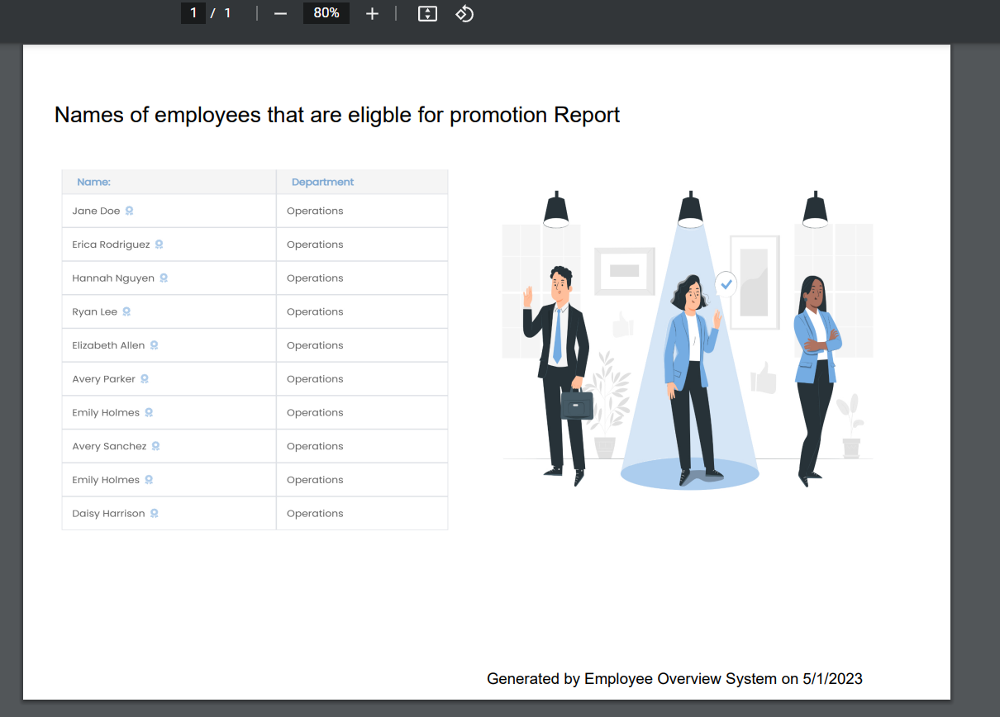 1 / 1 80%
Names of employees that are eligble for promotion Report
Name: Department
Jane Doe Operations
Erica Rodriguez Operations
Hannah Nguyen Operations
Ryan Lee Operations
Elizabeth Allen Operations
Avery Parker Operations
Emily Holmes Operations
Avery Sanchez Operations
Emily Holmes Operations
Daisy Harrison Operations
Generated by Employee Overview System on 5/1/2023